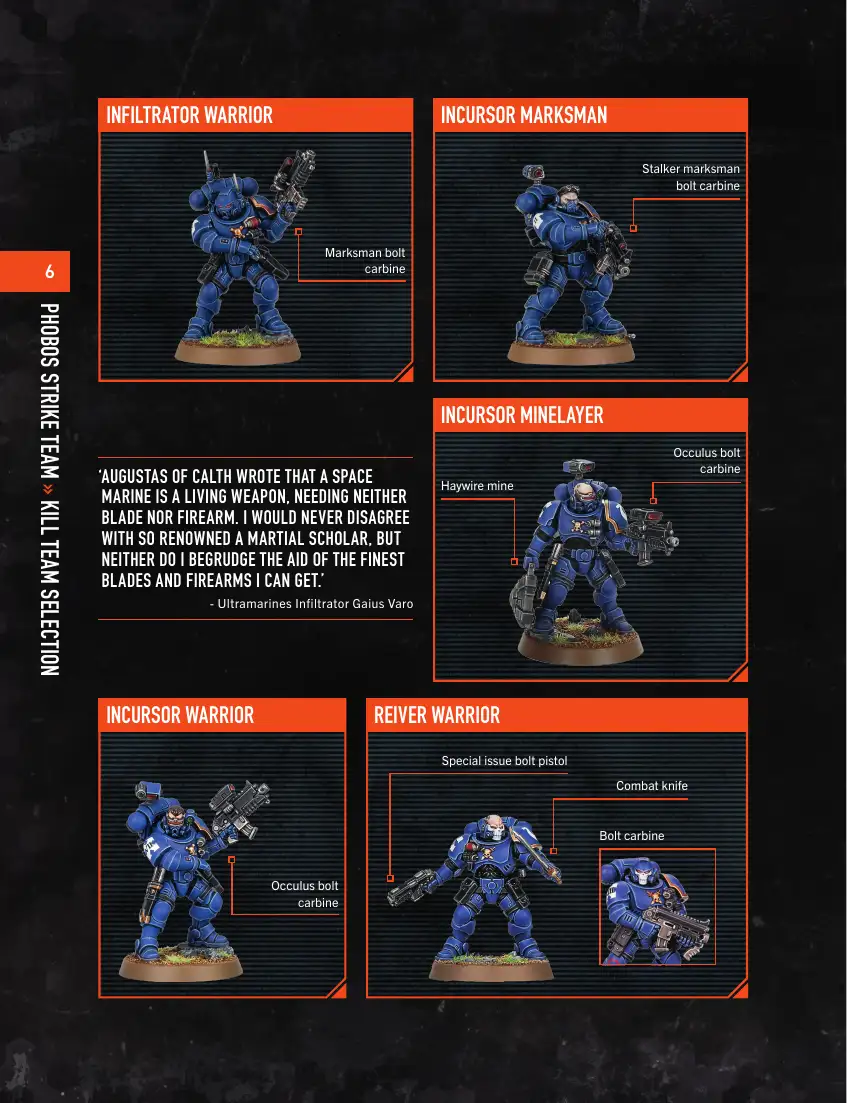 INFILTRATOR WARRIOR
Marksman bolt
carbine
INCURSOR MARKSMAN
Stalker marksman
bolt carbine
6
PHOBOS STRIKE TEAM » KILL TEAM SELECTION
‘AUGUSTAS OF CALTH WROTE THAT A SPACE
MARINE IS A LIVING WEAPON, NEEDING NEITHER
BLADE NOR FIREARM. I WOULD NEVER DISAGREE
WITH SO RENOWNED A MARTIAL SCHOLAR, BUT
NEITHER DO I BEGRUDGE THE AID OF THE FINEST
BLADES AND FIREARMS I CAN GET.’
- Ultramarines Infiltrator Gaius Varo
INCURSOR MINELAYER
Occulus bolt
carbine
Haywire mine
INCURSOR WARRIOR
Occulus bolt
carbine
REIVER WARRIOR
Special issue bolt pistol
Combat knife
Bolt carbine